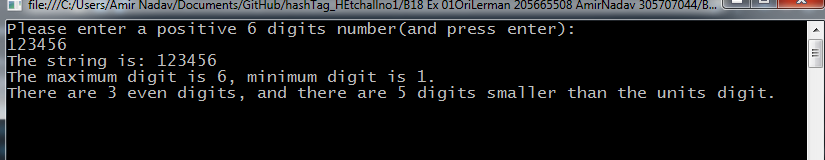 file:///C:/Users/Amir Nadav/Documents/GitHub/hashTag_HEtchalIno1/B18 Ex 01OriLerman 205665508 AmirNadav 305707044/B...
Please enter a positive 6 digits number(and press enter):
123456
The string is: 123456
The maximum digit is 6, minimum digit is 1.
There are 3 even digits, and there are 5 digits smaller than the units digit.